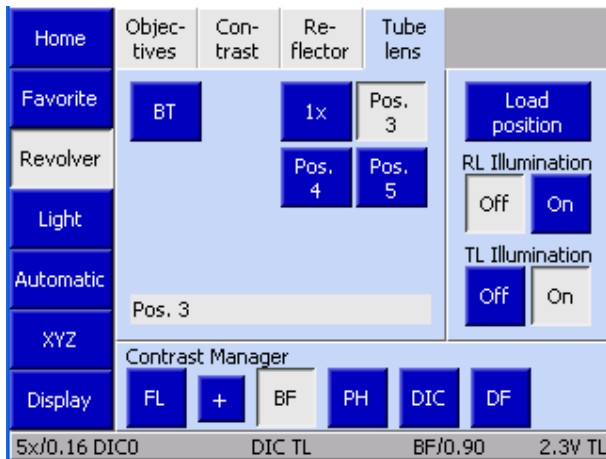 Home
Favorite
Revolver
Light
Automatic
XYZ
Display
Objec-
tives
Con-
trast
Re-
flector
Tube
lens
BT
1x
Pos.
3
Pos.
4
Pos.
5
Pos. 3
Load
position
RL Illumination
Off
On
TL Illumination
Off
On
Contrast Manager
FL
+
BF
PH
DIC
DF
5x/0.16 DIC0
DIC TL
BF/0.90
2.3V TL